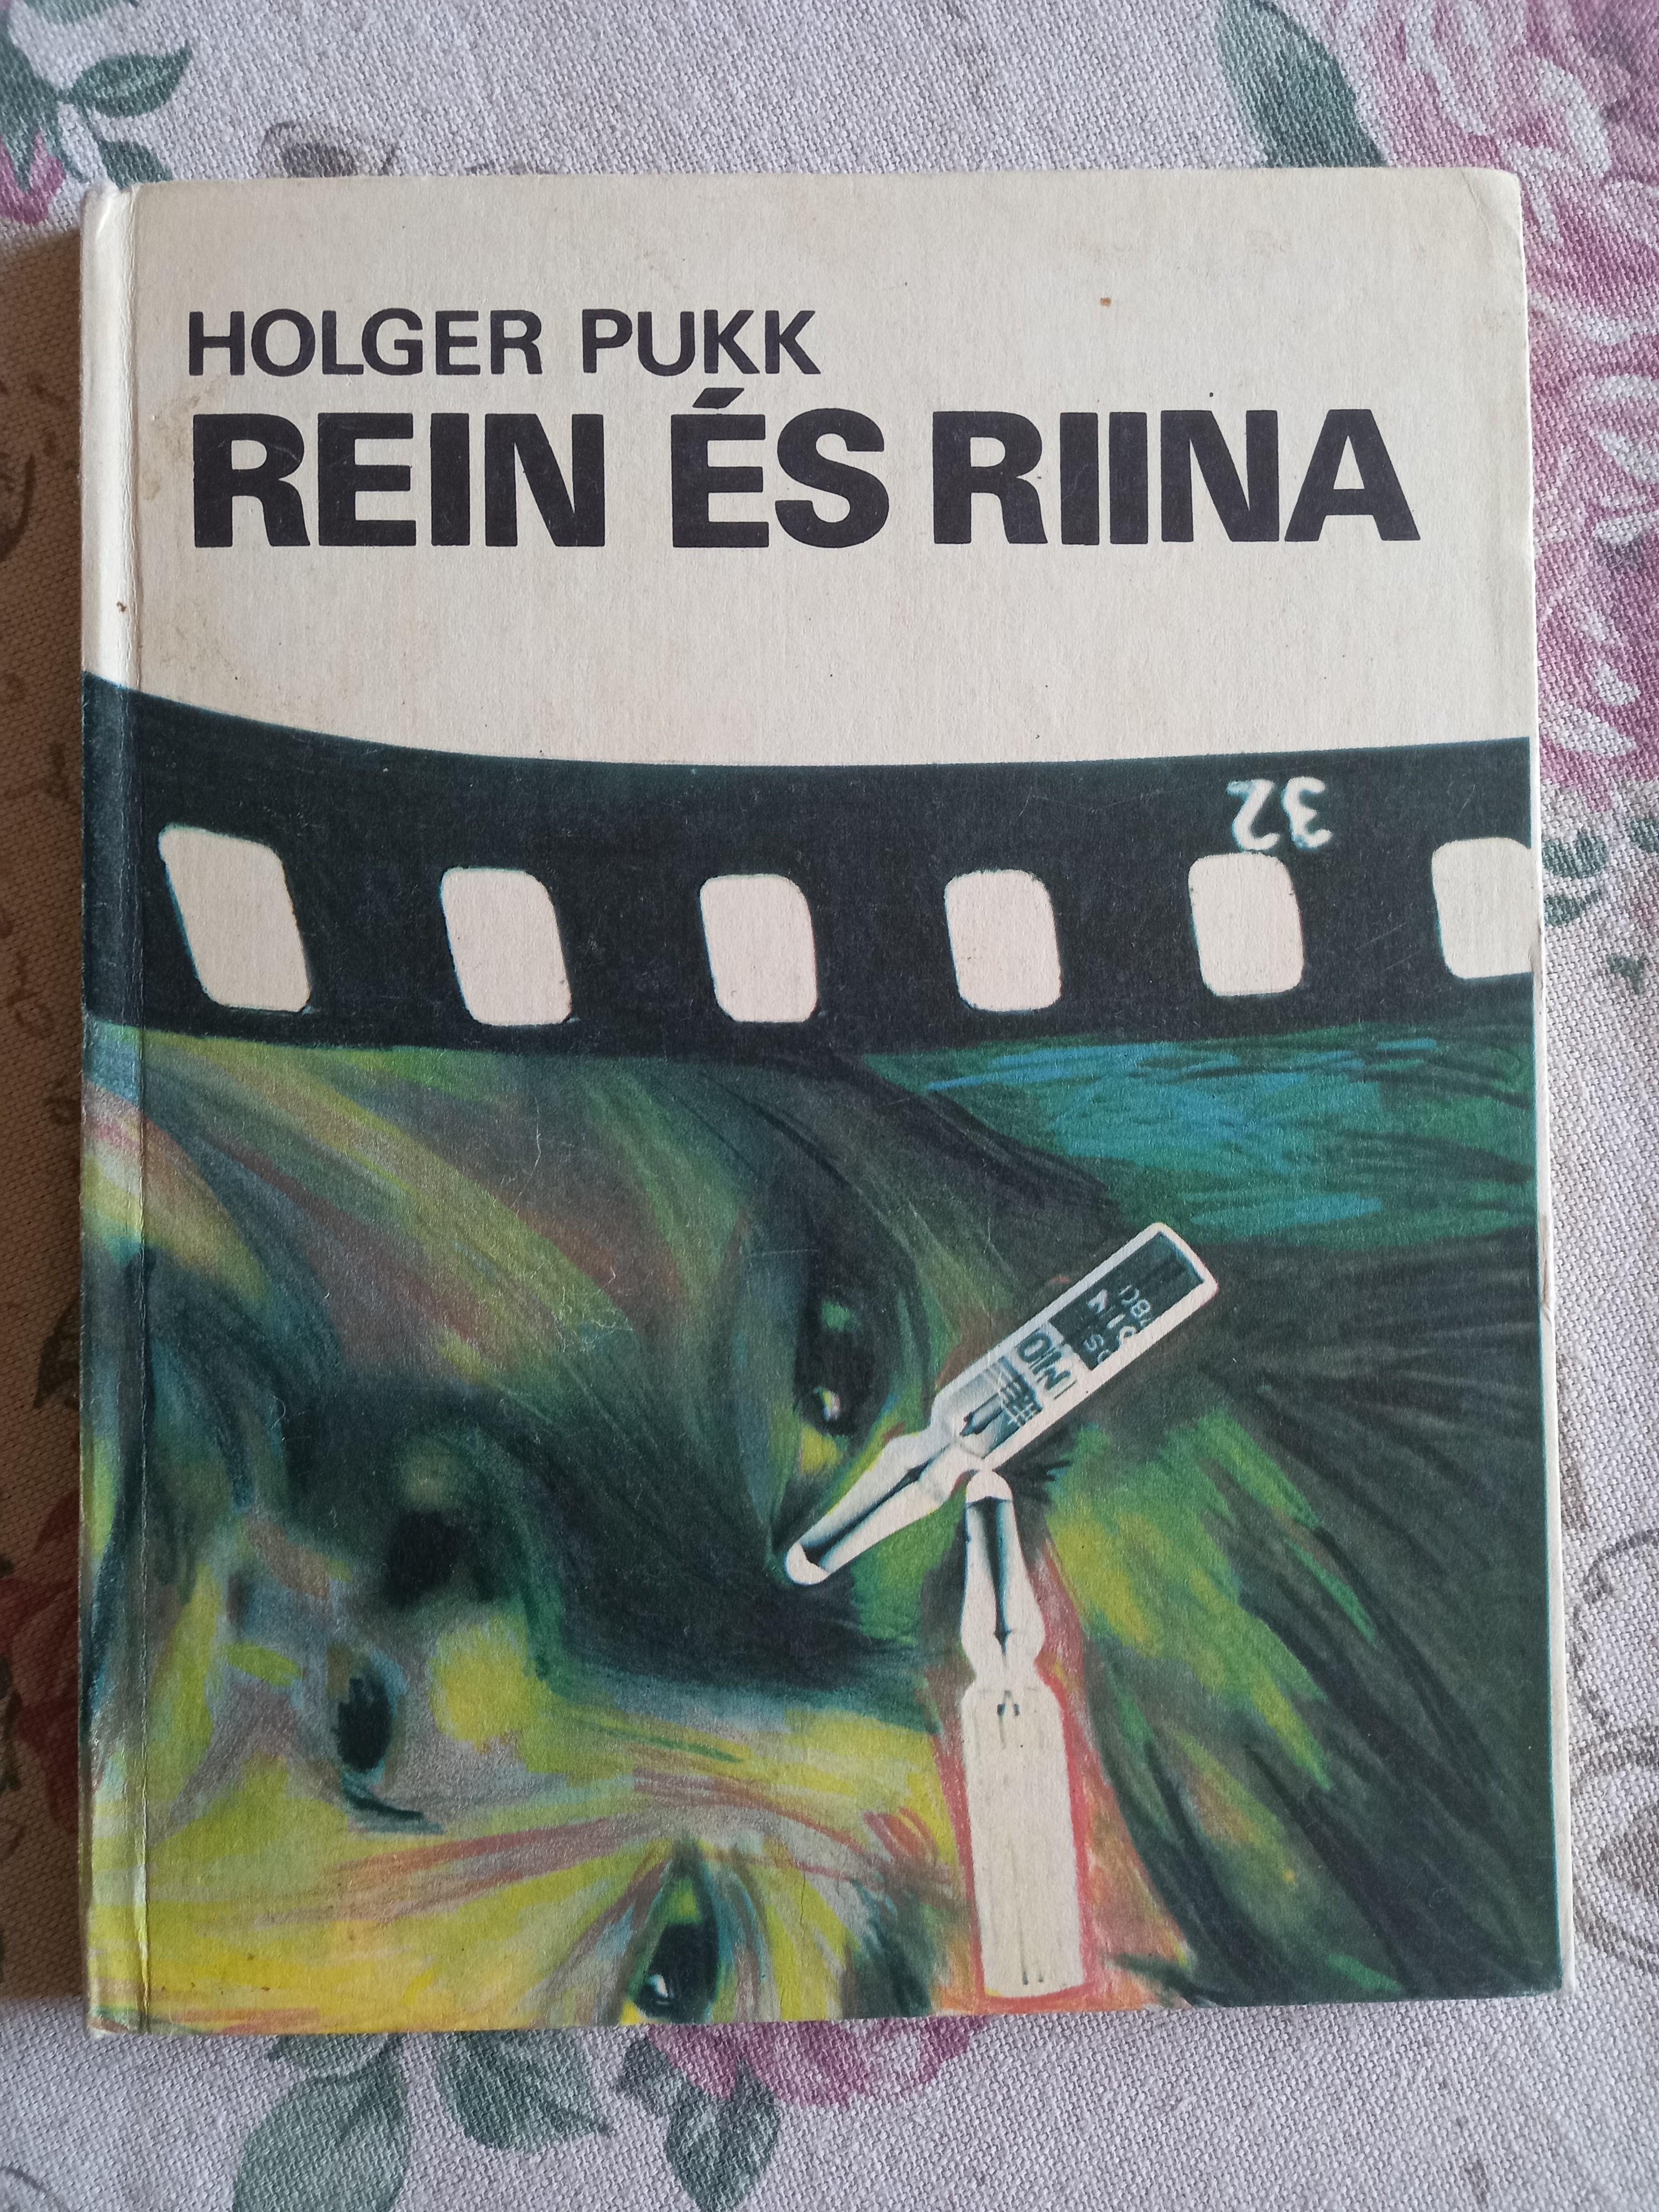 HOLGER PUKK
REIN ÉS RIINA
32